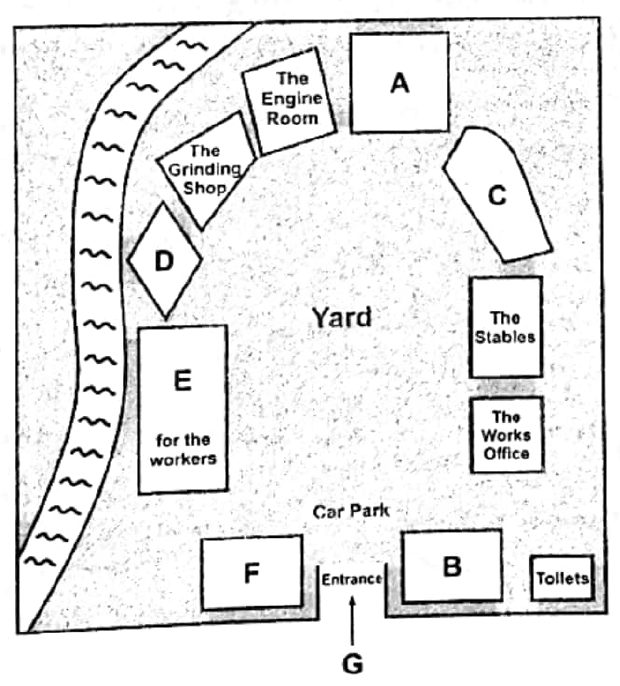 A
The
Engine
Room
The
Grinding
Shop
C
D
Yard
The
Stables
E
for the
workers
The
Works
Office
Car Park
F
Entrance
B
Toilets
G